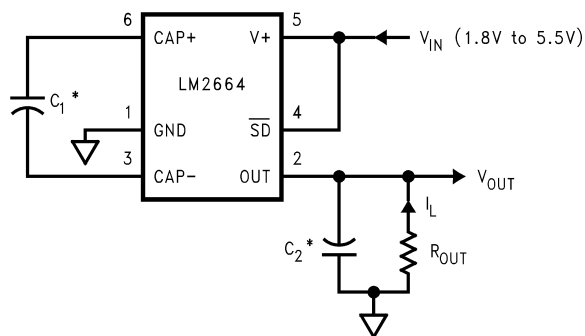 6
5
CAP+
V+
V_IN (1.8V to 5.5V)
LM2664
C_1*
1
4
GND
S̅D̅
3
2
CAP-
OUT
V_OUT
I_L
C_2*
R_OUT